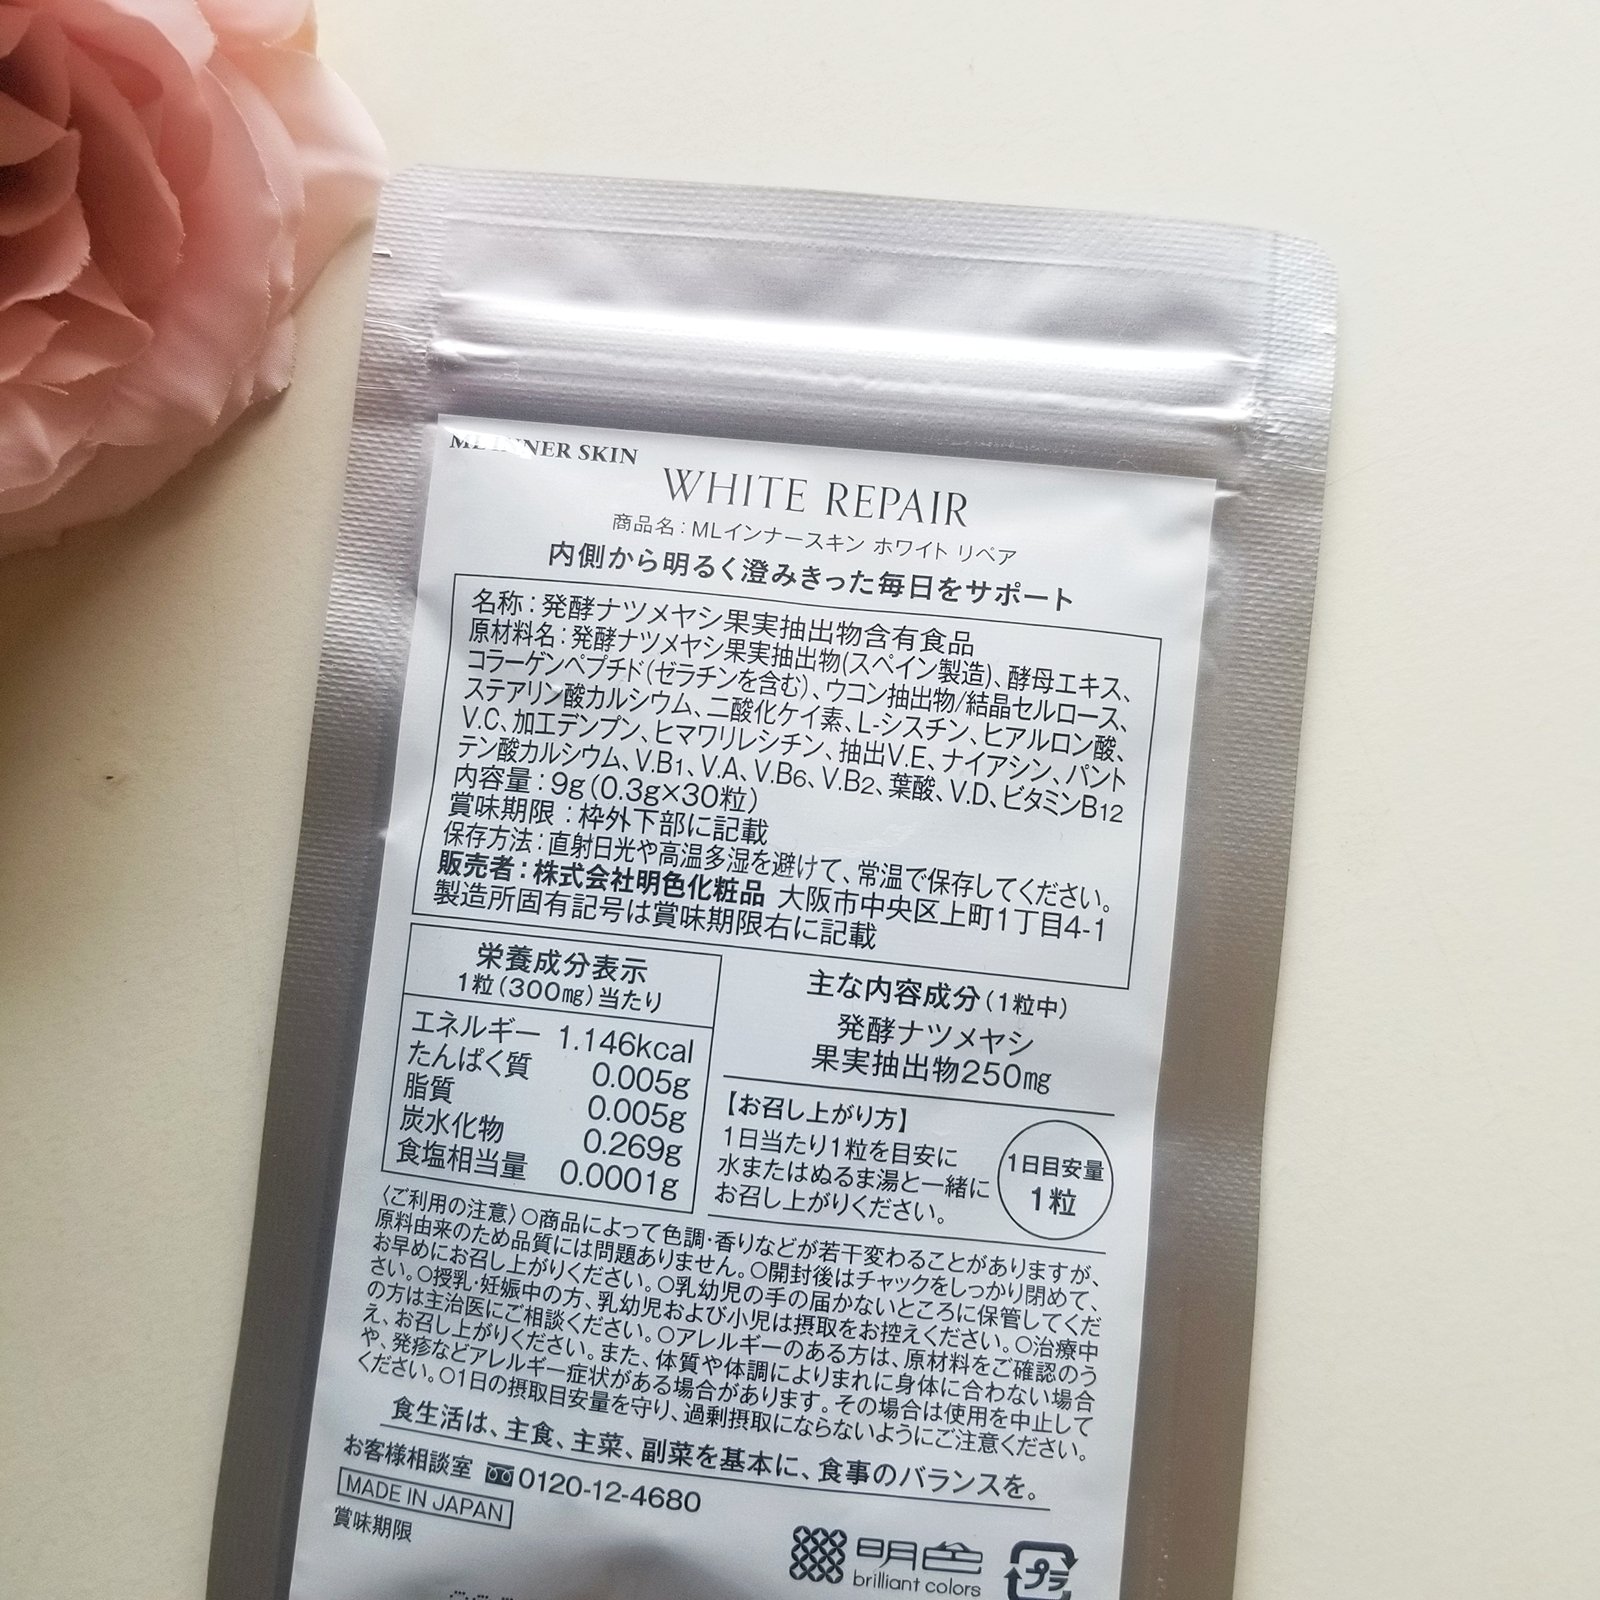 ML INNER SKIN
WHITE REPAIR
商品名:MLインナースキン ホワイト リペア
内側から明るく澄みきった毎日をサポート
名称:発酵ナツメヤシ果実抽出物含有食品
原材料名:発酵ナツメヤシ果実抽出物(スペイン製造)、酵母エキス、
コラーゲンペプチド(ゼラチンを含む)、ウコン抽出物/結晶セルロース、
ステアリン酸カルシウム、二酸化ケイ素、L-シスチン、ヒアルロン酸、
V.C、加工デンプン、ヒマワリレシチン、抽出V.E、ナイアシン、パント
テン酸カルシウム、V.B1、V.A、V.B6、V.B2、葉酸、V.D、ビタミンB12
内容量:9g(0.3g×30粒)
賞味期限:枠外下部に記載
保存方法:直射日光や高温多湿を避けて、常温で保存してください。
販売者:株式会社明色化粧品 大阪市中央区上町1丁目4-1
製造所固有記号は賞味期限右に記載
栄養成分表示
1粒(300mg)当たり
エネルギー 1.146kcal
たんぱく質 0.005g
脂質 0.005g
炭水化物 0.269g
食塩相当量 0.0001g
主な内容成分(1粒中)
発酵ナツメヤシ
果実抽出物250mg
【お召し上がり方】
1日当たり1粒を目安に
水またはぬるま湯と一緒に
お召し上がりください。
1日目安量
1粒
〈ご利用の注意〉○商品によって色調・香りなどが若干変わることがありますが、
原料由来のため品質には問題ありません。○開封後はチャックをしっかり閉めて、
お早めにお召し上がりください。○乳幼児の手の届かないところに保管してくだ
さい。○授乳・妊娠中の方、乳幼児および小児は摂取をお控えください。○治療中
の方は主治医にご相談ください。○アレルギーのある方は、原材料をご確認のう
え、お召し上がりください。また、体質や体調によりまれに身体に合わない場合
や、発疹などアレルギー症状がある場合があります。その場合は使用を中止して
ください。○1日の摂取目安量を守り、過剰摂取にならないようにご注意ください。
食生活は、主食、主菜、副菜を基本に、食事のバランスを。
お客様相談室 0120-12-4680
MADE IN JAPAN
賞味期限
明色
brilliant colors
プラ